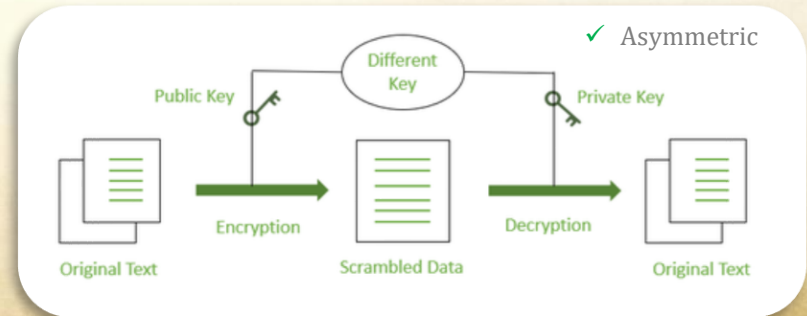 ✓ Asymmetric
Different
Key
Public Key
Private Key
Encryption
Decryption
Original Text
Scrambled Data
Original Text